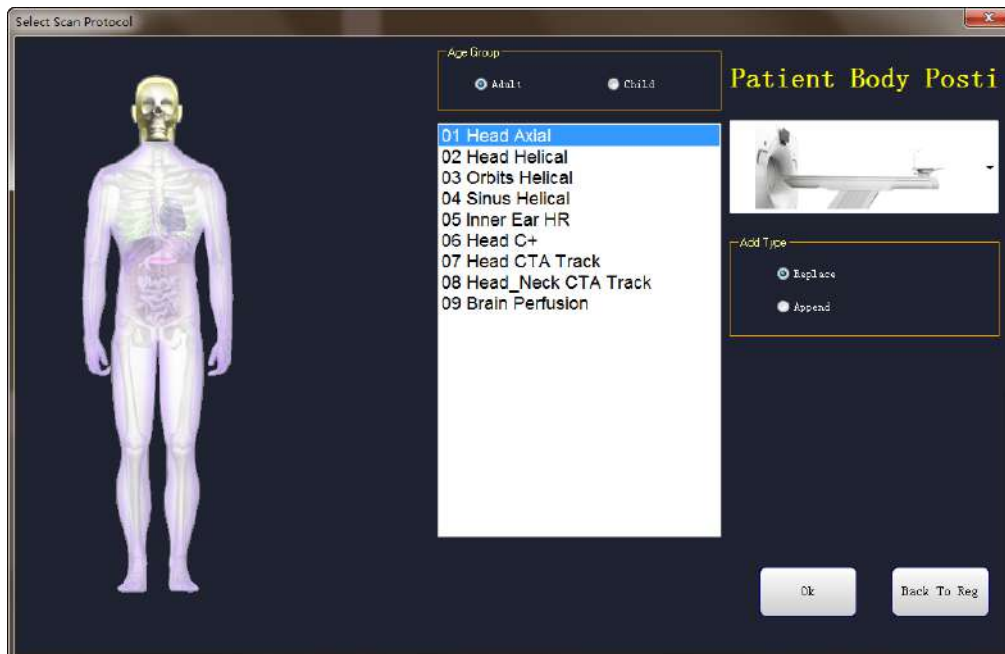 Select Scan Protocol
Age Group
Adult
Child
01 Head Axial
02 Head Helical
03 Orbits Helical
04 Sinus Helical
05 Inner Ear HR
06 Head C+
07 Head CTA Track
08 Head_Neck CTA Track
09 Brain Perfusion
Patient Body Posti
Add Type
Replace
Append
Ok
Back To Reg